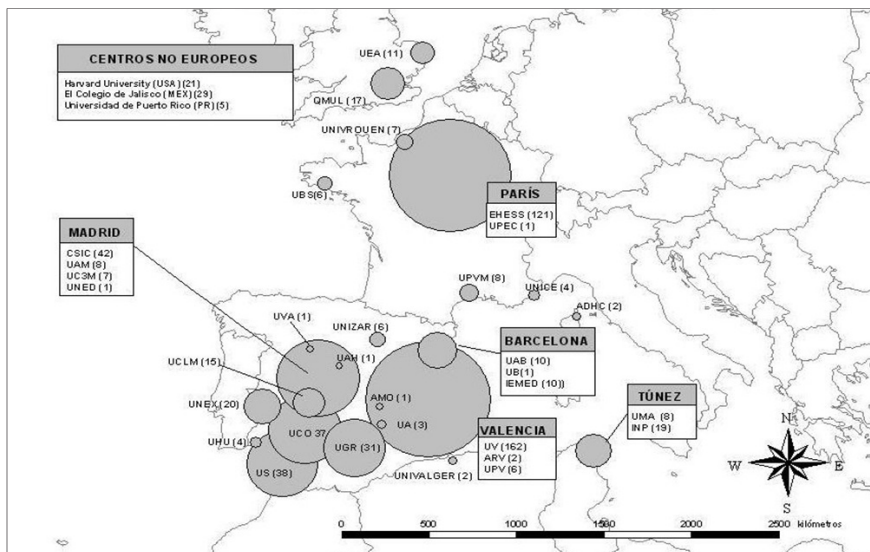 CENTROS NO EUROPEOS
Harvard University (USA) (21)
El Colegio de Jalisco (MEX) (29)
Universidad de Puerto Rico (PR) (5)
UEA (11)
QMUL (17)
UNIVROUEN (7)
UBS(6)
PARÍS
EHESS (121)
UPEC (1)
MADRID
CSIC (42)
UAM (8)
UC3M (7)
UNED (1)
UPVM (8)
UNICE (4)
ADHC (2)
UVA (1)
UNIZAR (6)
UAH (1)
UCLM (15)
BARCELONA
UAB (10)
UB(1)
IEMED (10))
UNEX (20)
AMO (1)
UA (3)
UCO 37
UHU (4)
UGR (31)
US (38)
VALENCIA
UV (162)
ARV (2)
UPV (6)
UNIVALGER (2)
TÚNEZ
UMA (8)
INP (19)
N
W
E
S
0 500 1000 1500 2000 2500 kilómetros